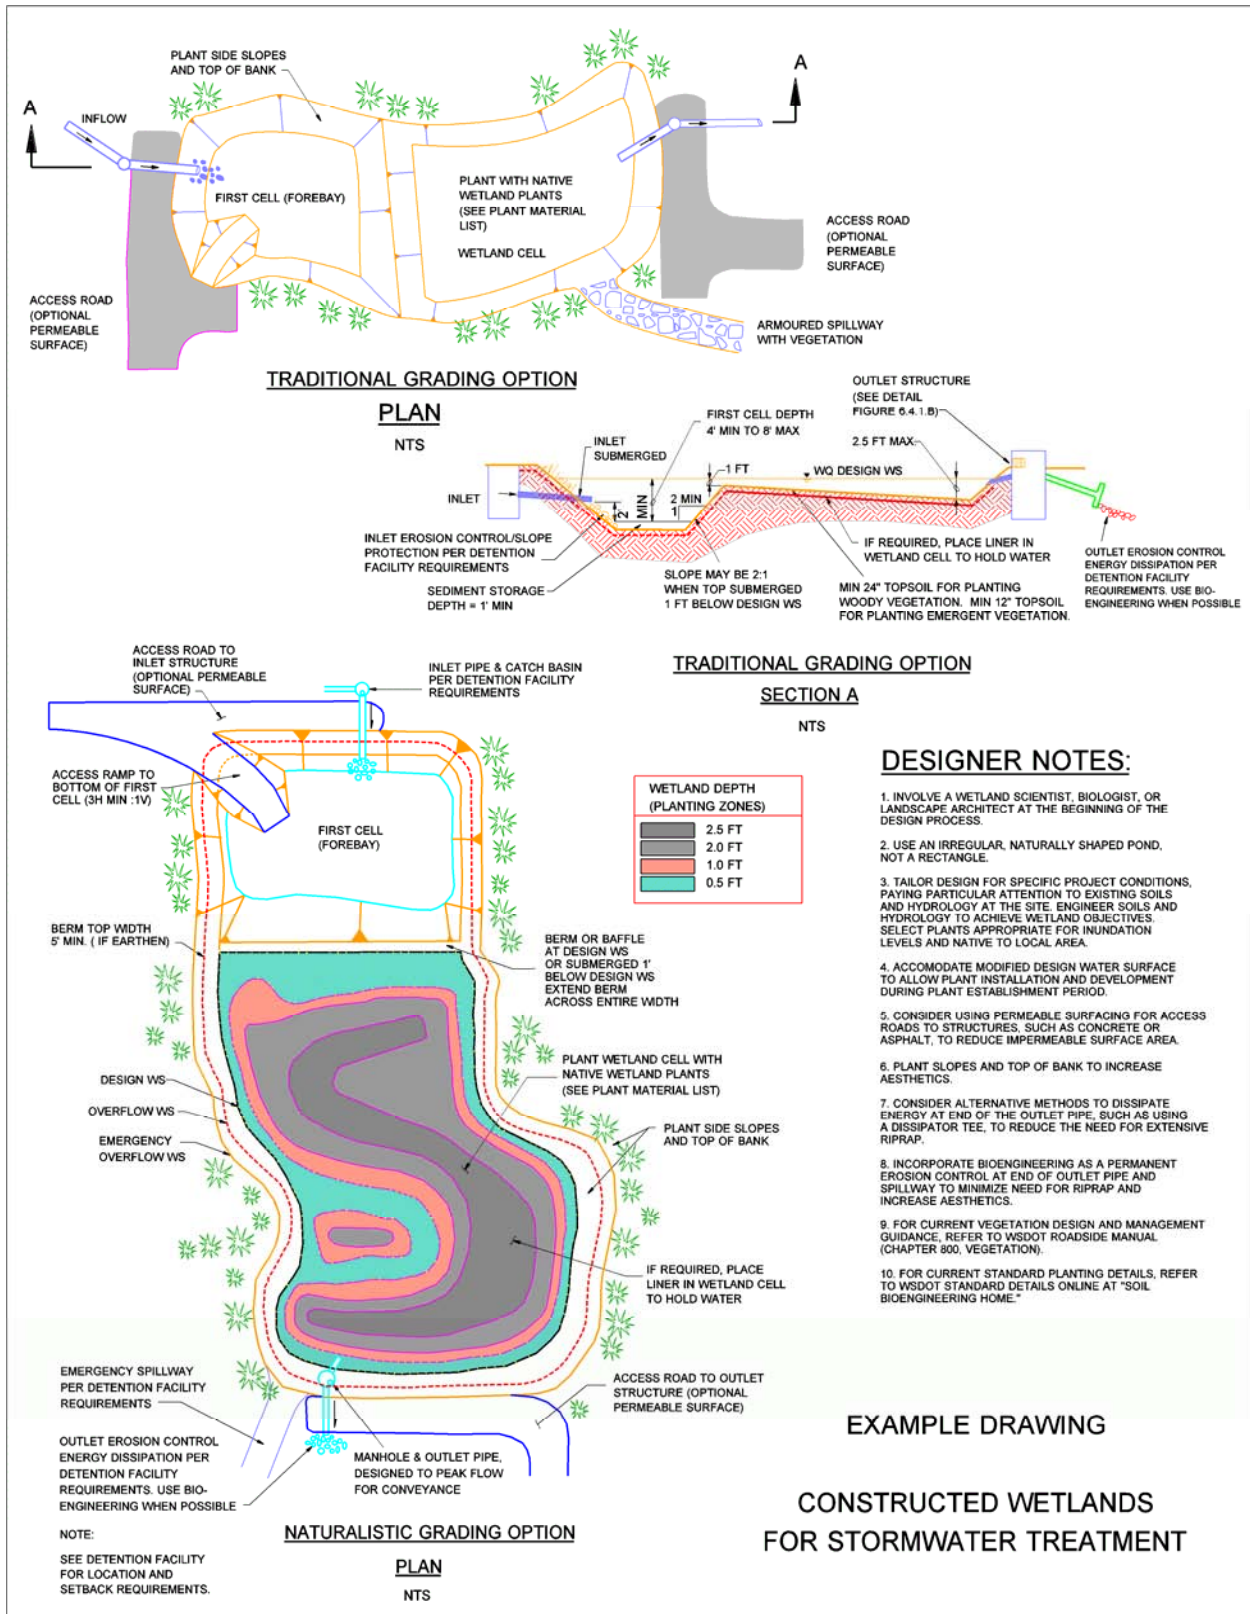 PLANT SIDE SLOPES
AND TOP OF BANK
A
INFLOW
FIRST CELL (FOREBAY)
PLANT WITH NATIVE
WETLAND PLANTS
(SEE PLANT MATERIAL
LIST)
WETLAND CELL
A
ACCESS ROAD
(OPTIONAL
PERMEABLE
SURFACE)
ACCESS ROAD
(OPTIONAL
PERMEABLE
SURFACE)
ARMOURED SPILLWAY
WITH VEGETATION
TRADITIONAL GRADING OPTION
PLAN
NTS
OUTLET STRUCTURE
(SEE DETAIL
FIGURE 6.4.1.B)
FIRST CELL DEPTH
4' MIN TO 8' MAX
INLET
SUBMERGED
2.5 FT MAX
1 FT
WQ DESIGN WS
INLET
2'
MIN
2 MIN
1
INLET EROSION CONTROL/SLOPE
PROTECTION PER DETENTION
FACILITY REQUIREMENTS
SEDIMENT STORAGE
DEPTH = 1' MIN
SLOPE MAY BE 2:1
WHEN TOP SUBMERGED
1 FT BELOW DESIGN WS
IF REQUIRED, PLACE LINER IN
WETLAND CELL TO HOLD WATER
MIN 24" TOPSOIL FOR PLANTING
WOODY VEGETATION. MIN 12" TOPSOIL
FOR PLANTING EMERGENT VEGETATION.
OUTLET EROSION CONTROL
ENERGY DISSIPATION PER
DETENTION FACILITY
REQUIREMENTS. USE BIO-
ENGINEERING WHEN POSSIBLE
TRADITIONAL GRADING OPTION
SECTION A
NTS
ACCESS ROAD TO
INLET STRUCTURE
(OPTIONAL PERMEABLE
SURFACE)
INLET PIPE & CATCH BASIN
PER DETENTION FACILITY
REQUIREMENTS
ACCESS RAMP TO
BOTTOM OF FIRST
CELL (3H MIN :1V)
FIRST CELL
(FOREBAY)
WETLAND DEPTH
(PLANTING ZONES)
2.5 FT
2.0 FT
1.0 FT
0.5 FT
BERM TOP WIDTH
5' MIN. ( IF EARTHEN)
BERM OR BAFFLE
AT DESIGN WS
OR SUBMERGED 1'
BELOW DESIGN WS
EXTEND BERM
ACROSS ENTIRE WIDTH
PLANT WETLAND CELL WITH
NATIVE WETLAND PLANTS
(SEE PLANT MATERIAL LIST)
DESIGN WS
OVERFLOW WS
EMERGENCY
OVERFLOW WS
PLANT SIDE SLOPES
AND TOP OF BANK
IF REQUIRED, PLACE
LINER IN WETLAND CELL
TO HOLD WATER
EMERGENCY SPILLWAY
PER DETENTION FACILITY
REQUIREMENTS
ACCESS ROAD TO OUTLET
STRUCTURE (OPTIONAL
PERMEABLE SURFACE)
OUTLET EROSION CONTROL
ENERGY DISSIPATION PER
DETENTION FACILITY
REQUIREMENTS. USE BIO-
ENGINEERING WHEN POSSIBLE
MANHOLE & OUTLET PIPE,
DESIGNED TO PEAK FLOW
FOR CONVEYANCE
NOTE:
SEE DETENTION FACILITY
FOR LOCATION AND
SETBACK REQUIREMENTS.
NATURALISTIC GRADING OPTION
PLAN
NTS
DESIGNER NOTES:
1. INVOLVE A WETLAND SCIENTIST, BIOLOGIST, OR
LANDSCAPE ARCHITECT AT THE BEGINNING OF THE
DESIGN PROCESS.
2. USE AN IRREGULAR, NATURALLY SHAPED POND,
NOT A RECTANGLE.
3. TAILOR DESIGN FOR SPECIFIC PROJECT CONDITIONS,
PAYING PARTICULAR ATTENTION TO EXISTING SOILS
AND HYDROLOGY AT THE SITE. ENGINEER SOILS AND
HYDROLOGY TO ACHIEVE WETLAND OBJECTIVES.
SELECT PLANTS APPROPRIATE FOR INUNDATION
LEVELS AND NATIVE TO LOCAL AREA.
4. ACCOMODATE MODIFIED DESIGN WATER SURFACE
TO ALLOW PLANT INSTALLATION AND DEVELOPMENT
DURING PLANT ESTABLISHMENT PERIOD.
5. CONSIDER USING PERMEABLE SURFACING FOR ACCESS
ROADS TO STRUCTURES, SUCH AS CONCRETE OR
ASPHALT, TO REDUCE IMPERMEABLE SURFACE AREA.
6. PLANT SLOPES AND TOP OF BANK TO INCREASE
AESTHETICS.
7. CONSIDER ALTERNATIVE METHODS TO DISSIPATE
ENERGY AT END OF THE OUTLET PIPE, SUCH AS USING
A DISSIPATOR TEE, TO REDUCE THE NEED FOR EXTENSIVE
RIPRAP.
8. INCORPORATE BIOENGINEERING AS A PERMANENT
EROSION CONTROL AT END OF OUTLET PIPE AND
SPILLWAY TO MINIMIZE NEED FOR RIPRAP AND
INCREASE AESTHETICS.
9. FOR CURRENT VEGETATION DESIGN AND MANAGEMENT
GUIDANCE, REFER TO WSDOT ROADSIDE MANUAL
(CHAPTER 800, VEGETATION).
10. FOR CURRENT STANDARD PLANTING DETAILS, REFER
TO WSDOT STANDARD DETAILS ONLINE AT "SOIL
BIOENGINEERING HOME."
EXAMPLE DRAWING
CONSTRUCTED WETLANDS
FOR STORMWATER TREATMENT